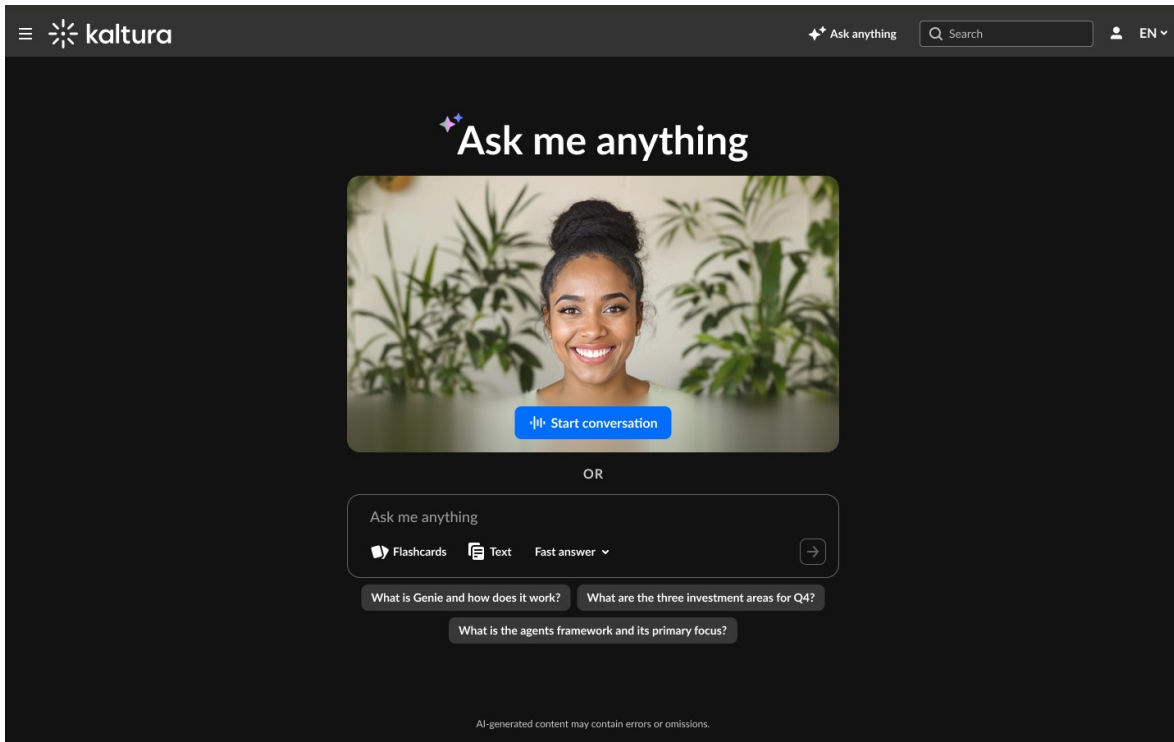 kaltura
Ask anything
Search
EN
Ask me anything
Start conversation
OR
Ask me anything
Flashcards
Text
Fast answer
What is Genie and how does it work?
What are the three investment areas for Q4?
What is the agents framework and its primary focus?
AI-generated content may contain errors or omissions.